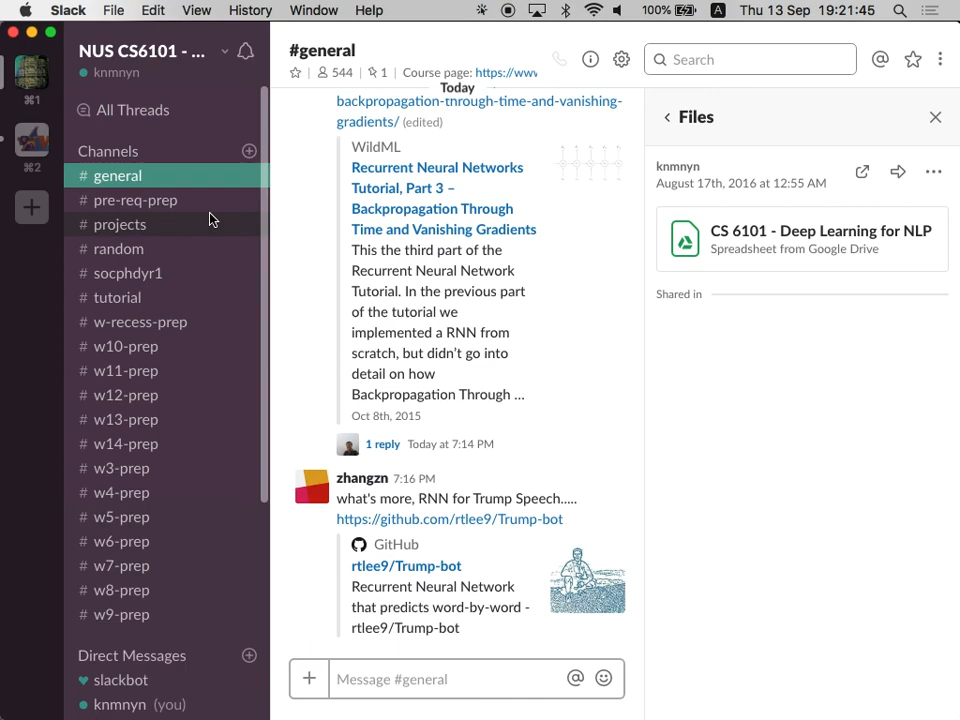 Slack File Edit View History Window Help 100% A Thu 13 Sep 19:21:45
NUS CS6101 - ...
knmnyn
⌘1
⌘2
All Threads
Channels
# general
# pre-req-prep
# projects
# random
# socphdyr1
# tutorial
# w-recess-prep
# w10-prep
# w11-prep
# w12-prep
# w13-prep
# w14-prep
# w3-prep
# w4-prep
# w5-prep
# w6-prep
# w7-prep
# w8-prep
# w9-prep
Direct Messages
slackbot
knmnyn (you)
#general
544 | 1 | Course page: https://www
Search
Today
backpropagation-through-time-and-vanishing-
gradients/ (edited)
WildML
Recurrent Neural Networks
Tutorial, Part 3 –
Backpropagation Through
Time and Vanishing Gradients
This the third part of the
Recurrent Neural Network
Tutorial. In the previous part
of the tutorial we
implemented a RNN from
scratch, but didn't go into
detail on how
Backpropagation Through ...
Oct 8th, 2015
1 reply Today at 7:14 PM
zhangzn 7:16 PM
what's more, RNN for Trump Speech.....
https://github.com/rtlee9/Trump-bot
GitHub
rtlee9/Trump-bot
Recurrent Neural Network
that predicts word-by-word -
rtlee9/Trump-bot
Message #general
Files
knmnyn
August 17th, 2016 at 12:55 AM
CS 6101 - Deep Learning for NLP
Spreadsheet from Google Drive
Shared in